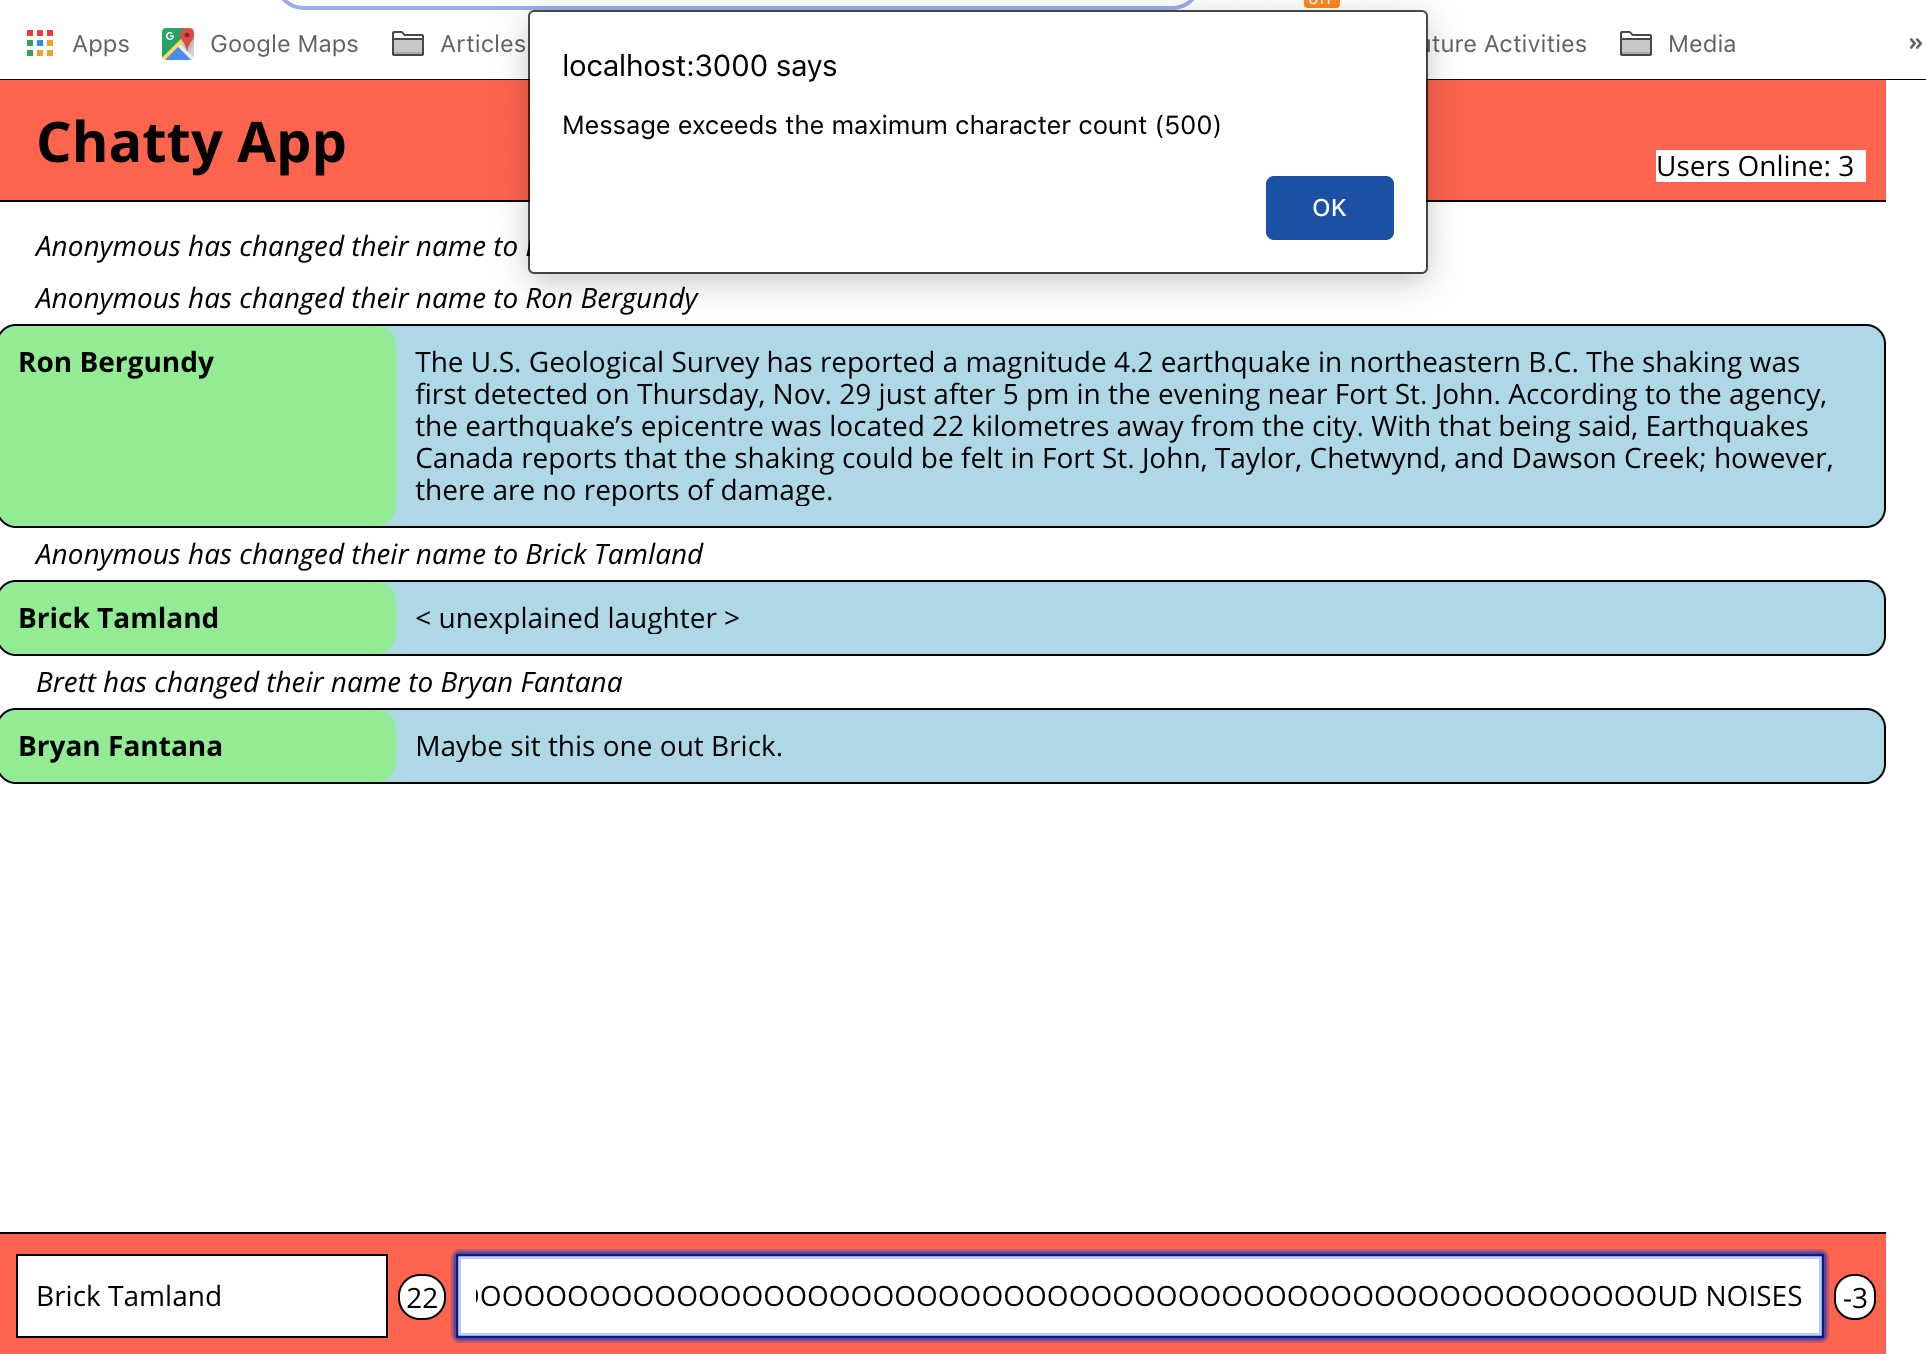 Apps Google Maps Articles uture Activities Media »
localhost:3000 says
Message exceeds the maximum character count (500)
OK
Chatty App
Users Online: 3
Anonymous has changed their name to
Anonymous has changed their name to Ron Bergundy
Ron Bergundy
The U.S. Geological Survey has reported a magnitude 4.2 earthquake in northeastern B.C. The shaking was
first detected on Thursday, Nov. 29 just after 5 pm in the evening near Fort St. John. According to the agency,
the earthquake’s epicentre was located 22 kilometres away from the city. With that being said, Earthquakes
Canada reports that the shaking could be felt in Fort St. John, Taylor, Chetwynd, and Dawson Creek; however,
there are no reports of damage.
Anonymous has changed their name to Brick Tamland
Brick Tamland
< unexplained laughter >
Brett has changed their name to Bryan Fantana
Bryan Fantana
Maybe sit this one out Brick.
Brick Tamland
22
OOOOOOOOOOOOOOOOOOOOOOOOOOOOOOOOOOOOOOOOOOOOOOOOOOOOOOUD NOISES
-3